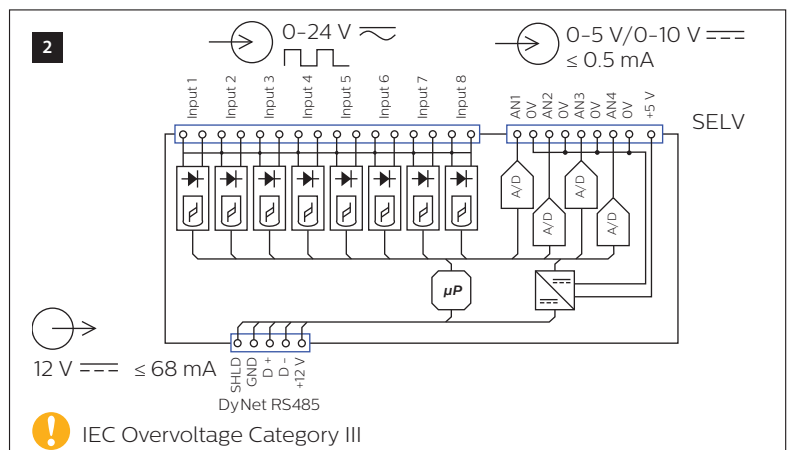 2
0-24 V
0-5 V/0-10 V
≤ 0.5 mA
Input 1
Input 2
Input 3
Input 4
Input 5
Input 6
Input 7
Input 8
AN1
0V
AN2
0V
AN3
0V
AN4
0V
+5 V
SELV
A/D
A/D
A/D
A/D
µP
12 V
≤ 68 mA
SHLD
GND
D +
D -
+12 V
DyNet RS485
! IEC Overvoltage Category III